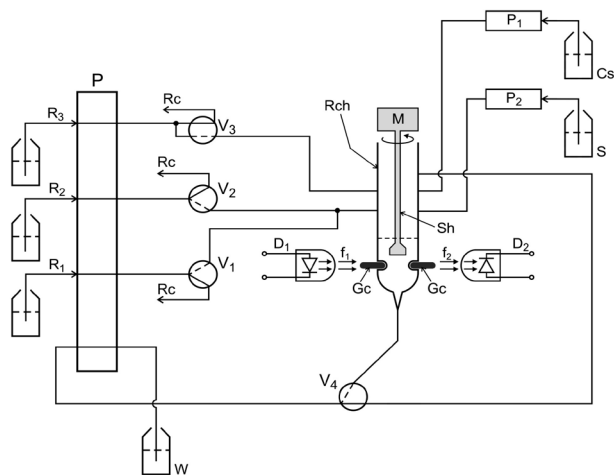 P₁
P
Cs
Rc
P₂
M
R₃
Rch
V₃
S
Rc
R₂
V₂
Sh
D₁
f₁
f₂
D₂
R₁
V₁
Gc
Gc
Rc
V₄
W